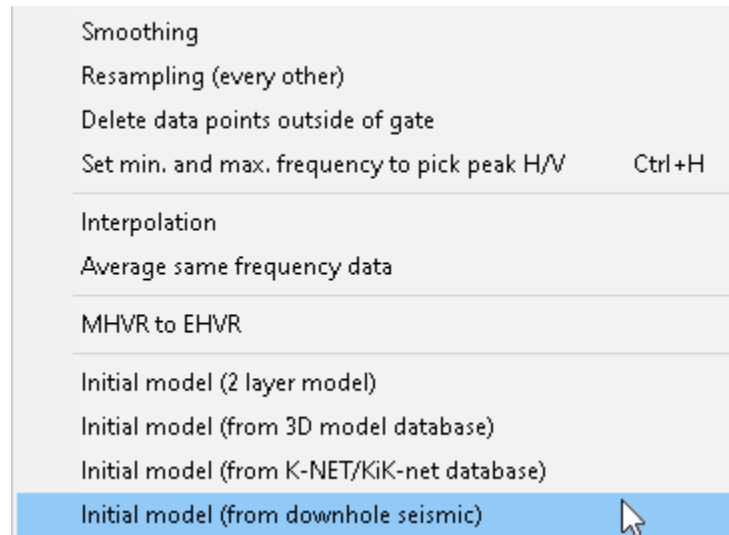 Smoothing
Resampling (every other)
Delete data points outside of gate
Set min. and max. frequency to pick peak H/V Ctrl+H
Interpolation
Average same frequency data
MHVR to EHVR
Initial model (2 layer model)
Initial model (from 3D model database)
Initial model (from K-NET/KiK-net database)
Initial model (from downhole seismic)